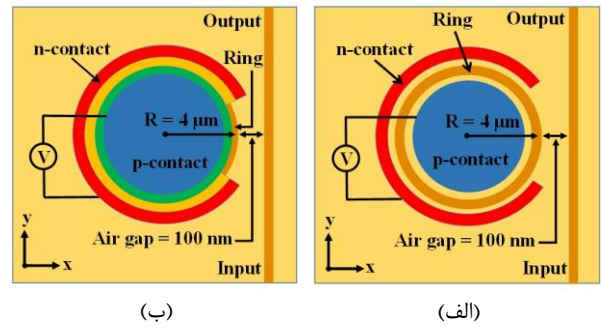 Output
n-contact
Ring
R = 4 μm
p-contact
V
y
Air gap = 100 nm
x
Input
(ب)
Ring
Output
n-contact
R = 4 μm
p-contact
V
y
Air gap = 100 nm
x
Input
(الف)